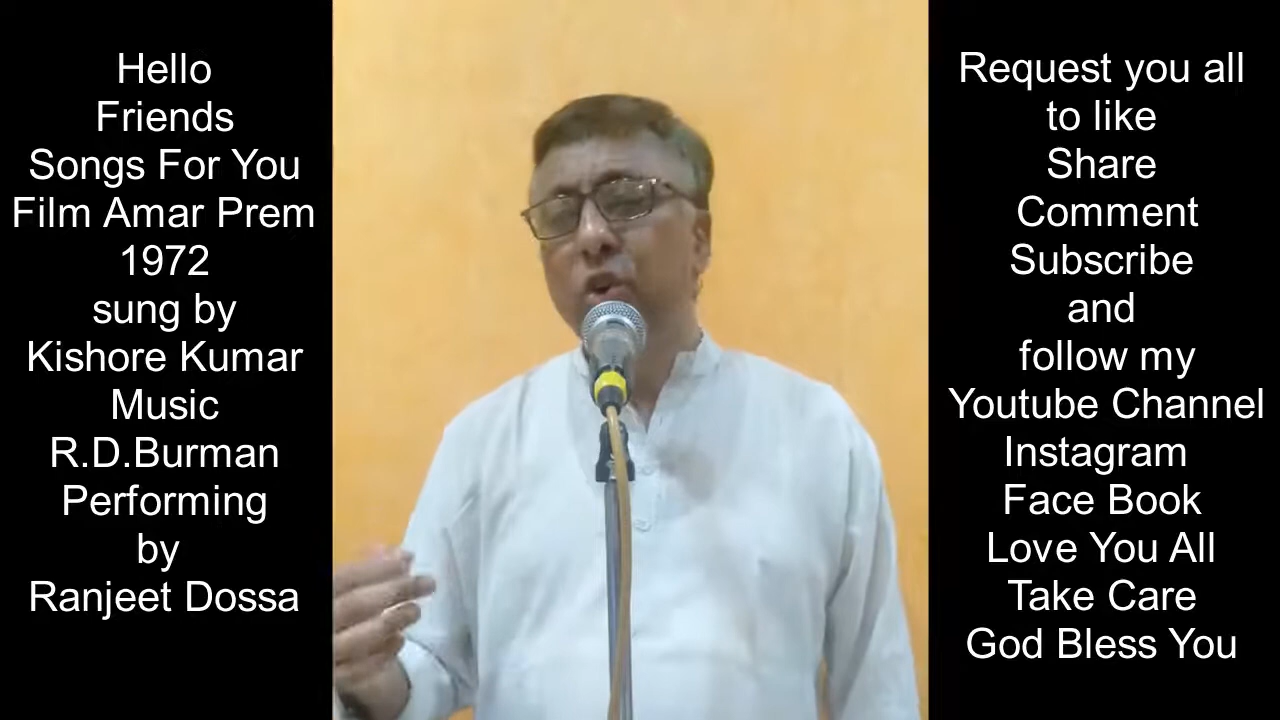 Hello
Friends
Songs For You
Film Amar Prem
1972
sung by
Kishore Kumar
Music
R.D.Burman
Performing
by
Ranjeet Dossa
Request you all
to like
Share
Comment
Subscribe
and
follow my
Youtube Channel
Instagram
Face Book
Love You All
Take Care
God Bless You